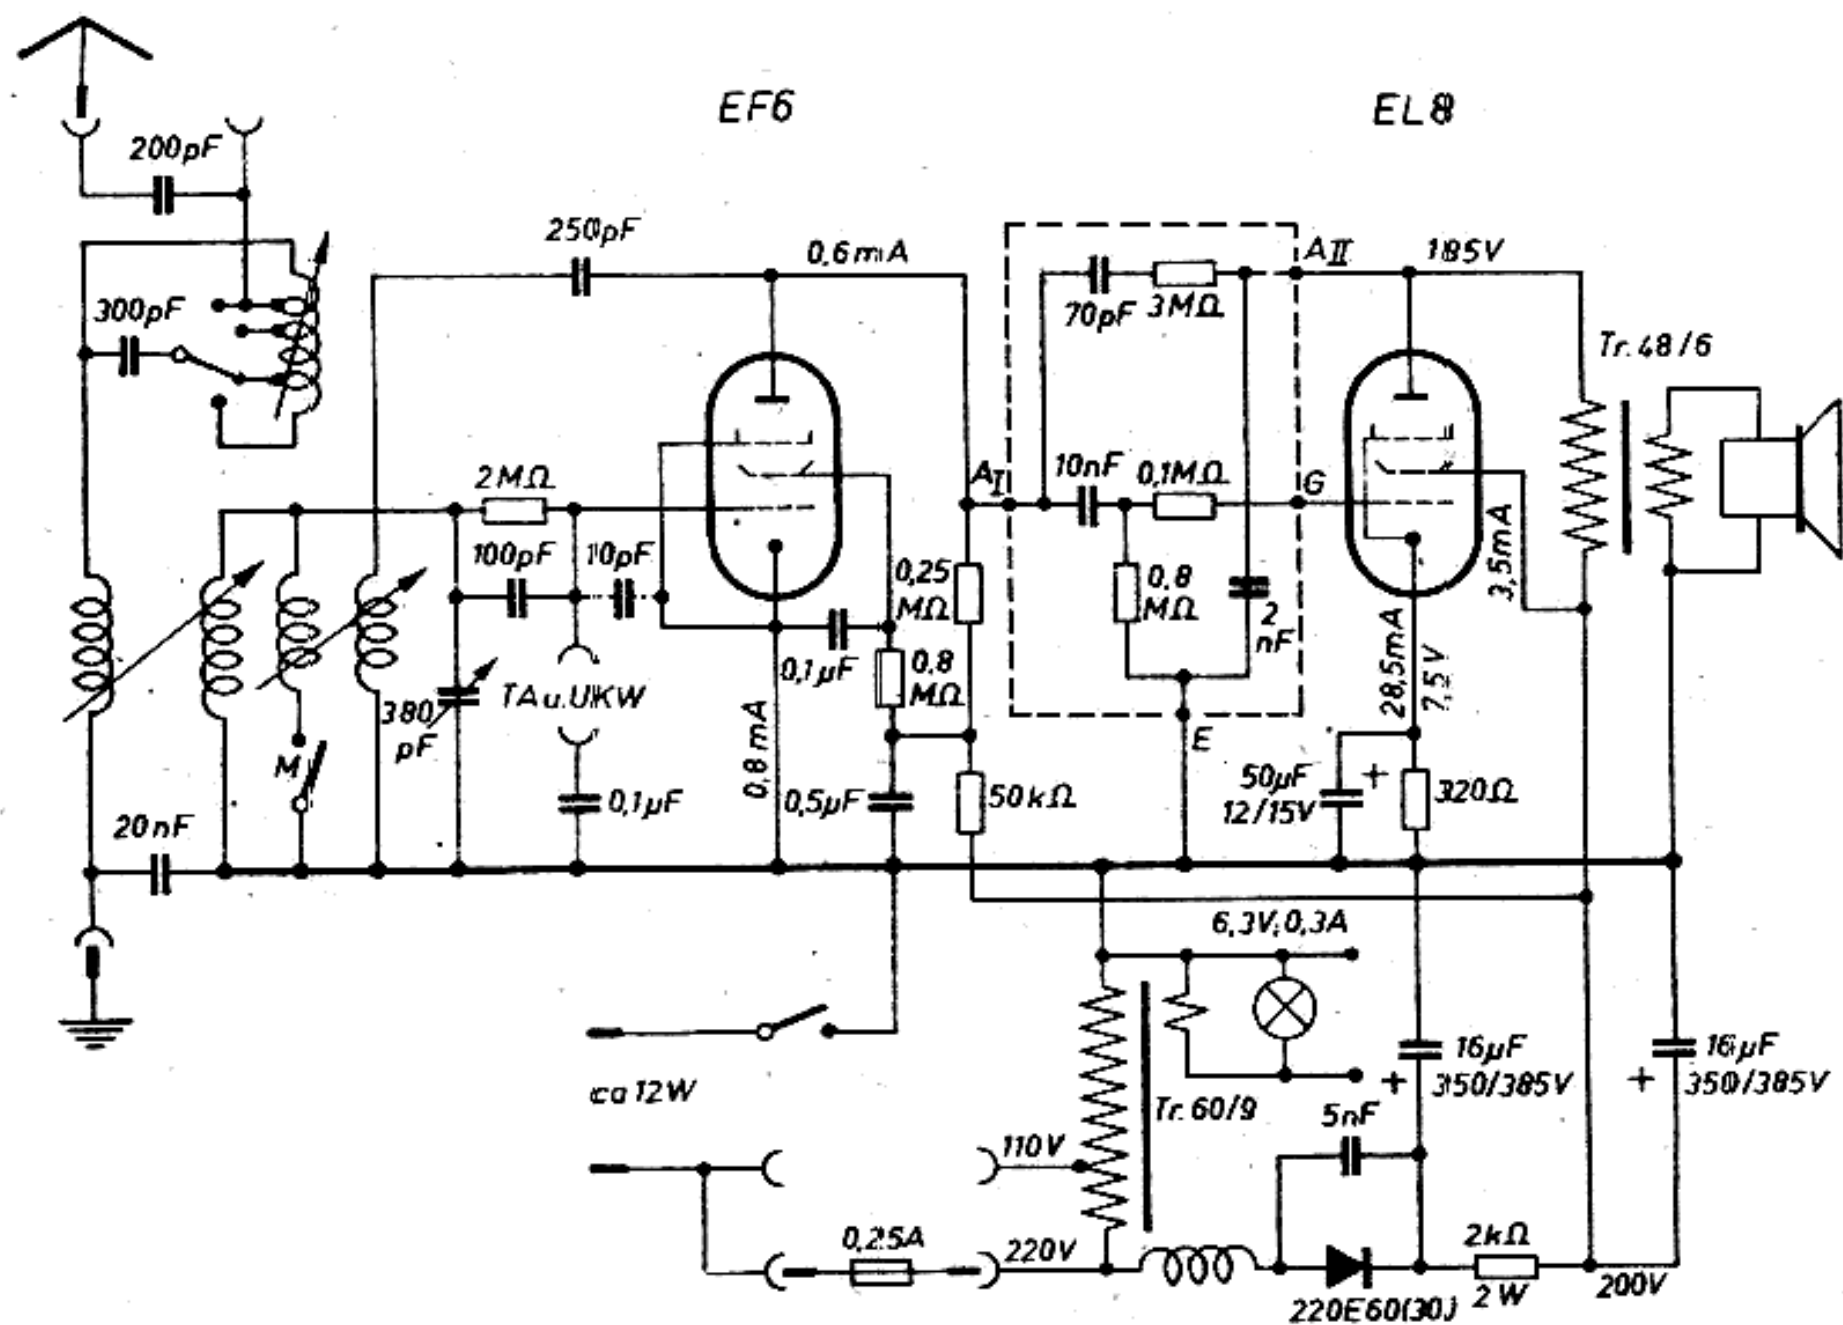 EF6
EL8
200pF
250pF
0,6mA
AII
185V
300pF
70pF
3MΩ
Tr. 48/6
2MΩ
AI
10nF
0,1MΩ
G
100pF
10pF
0,25
MΩ
0,8
MΩ
2
nF
3,5mA
0,1µF
0,8
MΩ
380
pF
TA u. UKW
28,5mA
7,5V
M
0,8mA
E
20nF
0,1µF
0,5µF
50kΩ
50µF
12/15V
+
320Ω
6,3V; 0,3A
ca 12W
Tr. 60/9
+
16µF
350/385V
+
16µF
350/385V
5nF
110V
0,25A
220V
2kΩ
220E60(30)
2W
200V